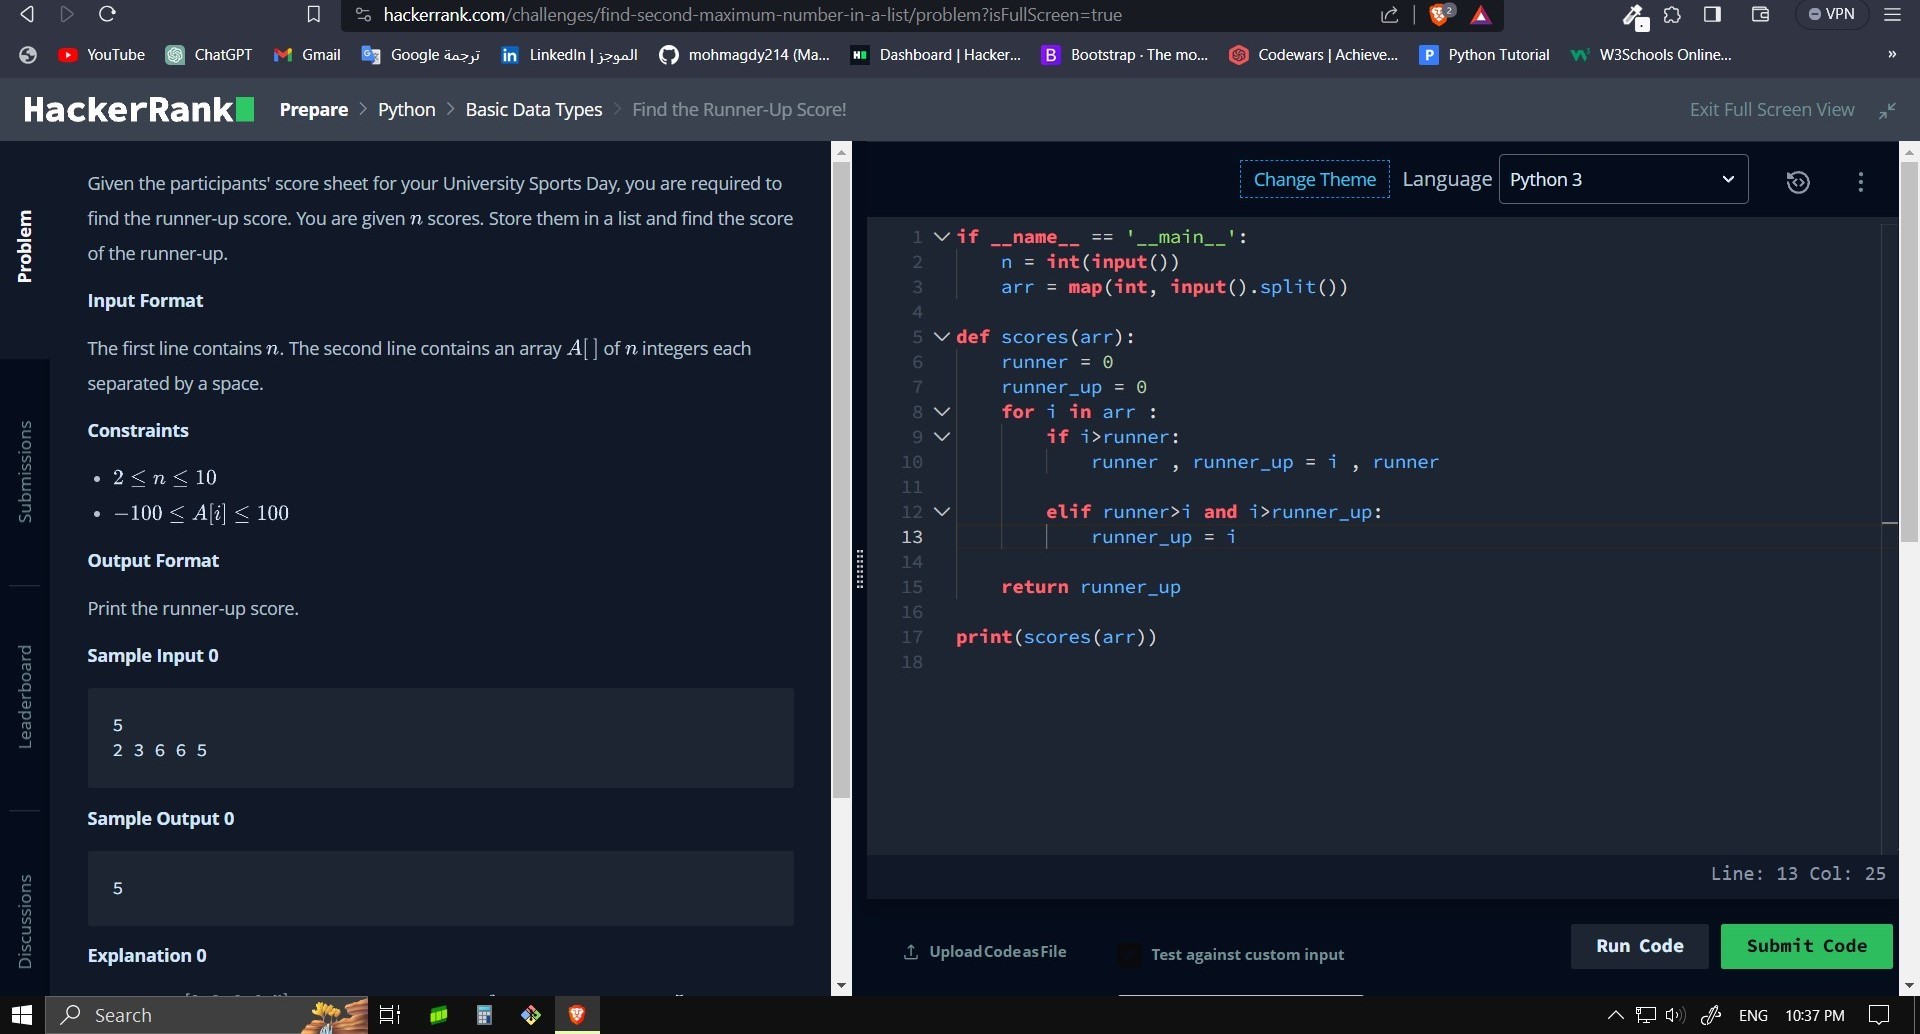 hackerrank.com/challenges/find-second-maximum-number-in-a-list/problem?isFullScreen=true
2
VPN
YouTube
ChatGPT
Gmail
Google ترجمة
in LinkedIn | الموجز
mohmagdy214 (Ma...
H Dashboard | Hacker...
B Bootstrap · The mo...
Codewars | Achieve...
P Python Tutorial
W³ W3Schools Online...
»
HackerRank
Prepare > Python > Basic Data Types > Find the Runner-Up Score!
Exit Full Screen View
Problem
Submissions
Leaderboard
Discussions
Given the participants' score sheet for your University Sports Day, you are required to
find the runner-up score. You are given n scores. Store them in a list and find the score
of the runner-up.
Input Format
The first line contains n. The second line contains an array A[ ] of n integers each
separated by a space.
Constraints
• 2 ≤ n ≤ 10
• −100 ≤ A[i] ≤ 100
Output Format
Print the runner-up score.
Sample Input 0
5
2 3 6 6 5
Sample Output 0
5
Explanation 0
Change Theme
Language
Python 3
1 if __name__ == '__main__':
2     n = int(input())
3     arr = map(int, input().split())
4
5 def scores(arr):
6     runner = 0
7     runner_up = 0
8     for i in arr :
9         if i>runner:
10             runner , runner_up = i , runner
11
12         elif runner>i and i>runner_up:
13             runner_up = i
14
15     return runner_up
16
17 print(scores(arr))
18
Line: 13 Col: 25
Upload Code as File
Test against custom input
Run Code
Submit Code
Search
ENG
10:37 PM